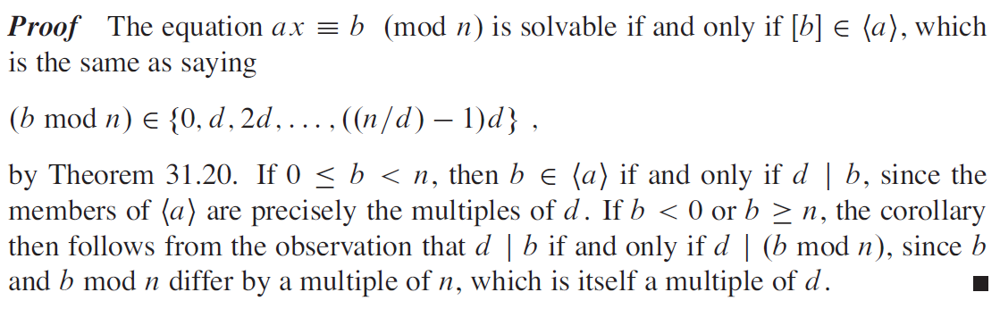 Proof The equation ax ≡ b (mod n) is solvable if and only if [b] ∈ ⟨a⟩, which
is the same as saying
(b mod n) ∈ {0, d, 2d, . . . , ((n/d) − 1)d} ,
by Theorem 31.20. If 0 ≤ b < n, then b ∈ ⟨a⟩ if and only if d | b, since the
members of ⟨a⟩ are precisely the multiples of d. If b < 0 or b ≥ n, the corollary
then follows from the observation that d | b if and only if d | (b mod n), since b
and b mod n differ by a multiple of n, which is itself a multiple of d. ■